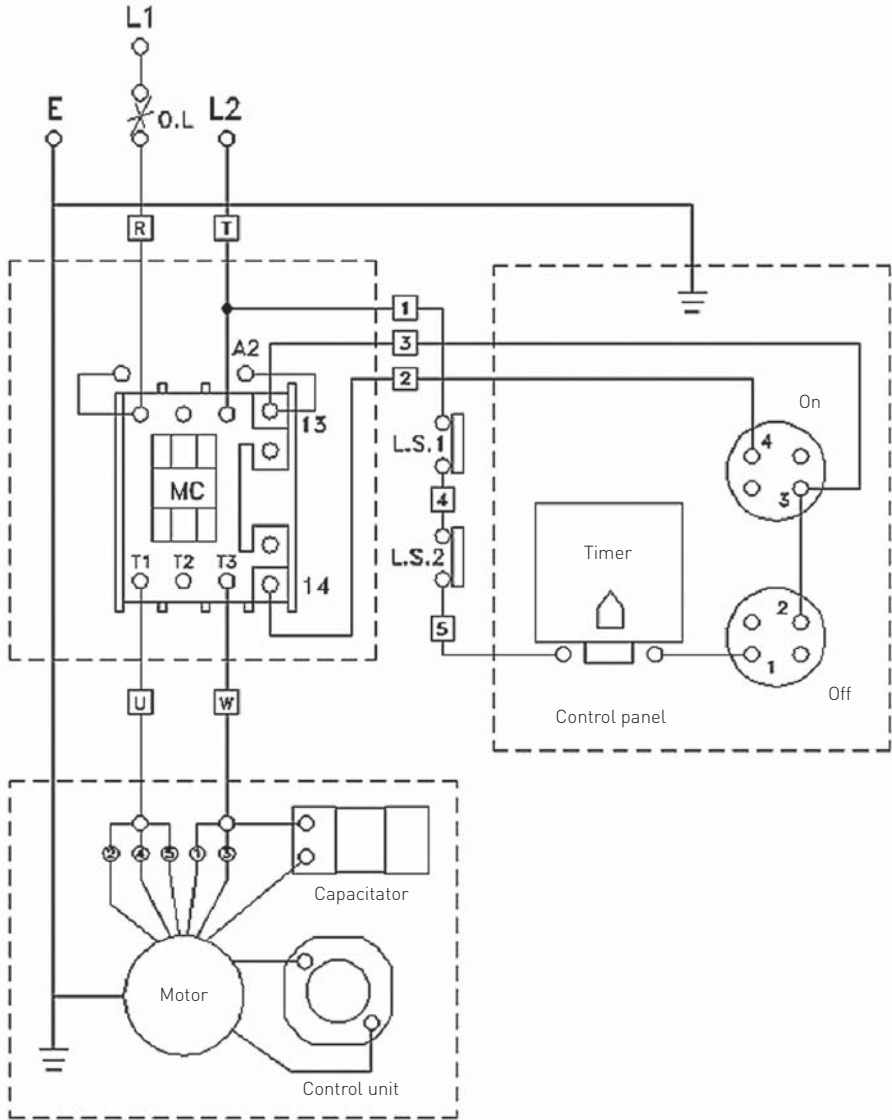 L1
E
O.L
L2
R
T
1
3
2
A2
13
On
4
3
L.S.1
MC
4
Timer
T1
T2
T3
L.S.2
14
2
5
1
Off
U
W
Control panel
2
4
5
1
3
Capacitator
Motor
Control unit